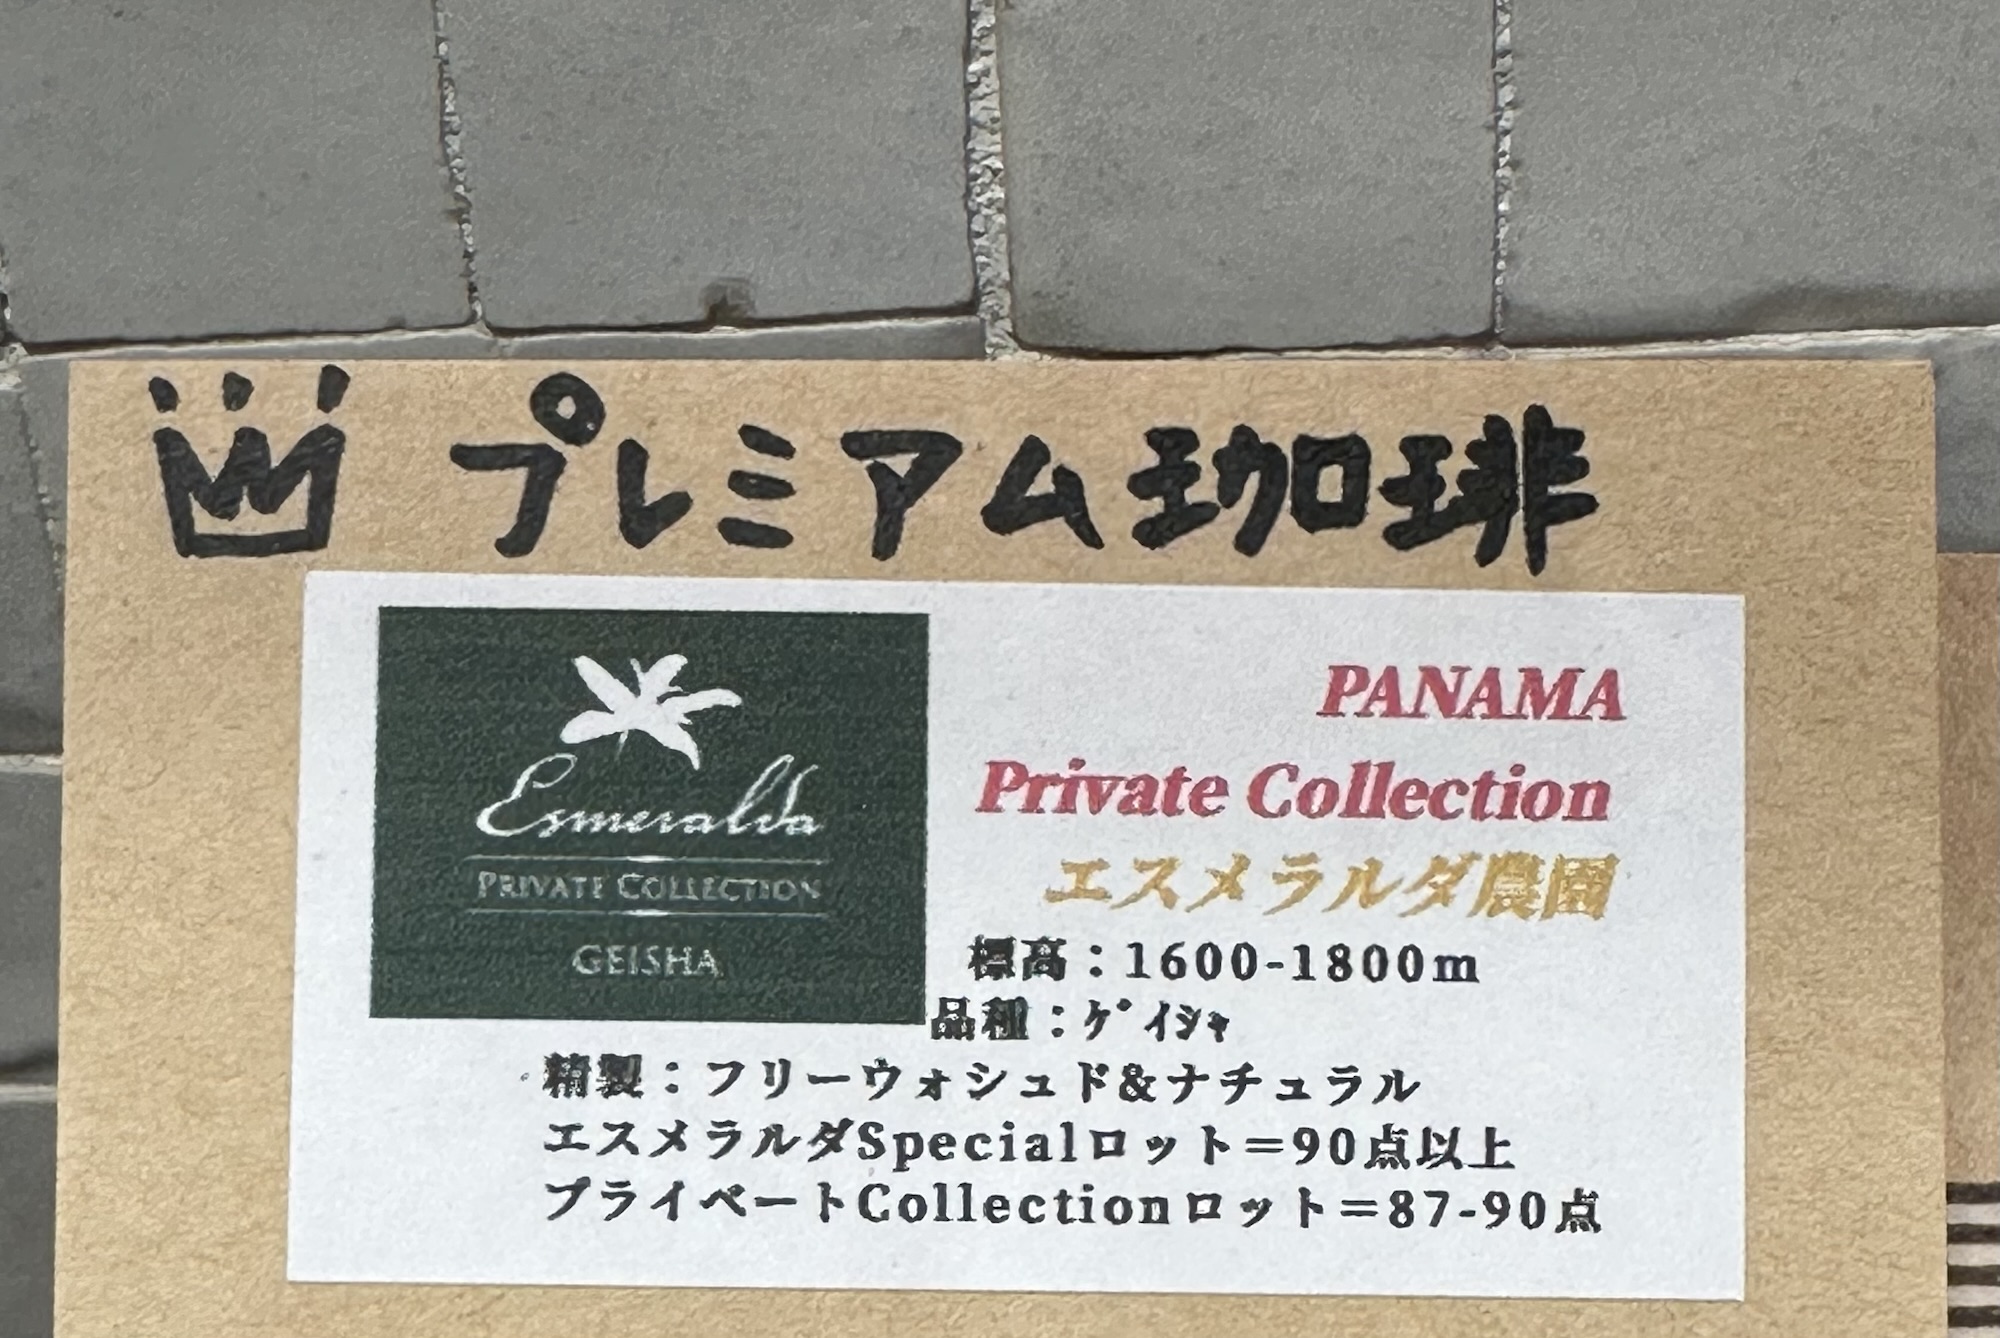 プレミアム珈琲
Esmeralda
PRIVATE COLLECTION
GEISHA
PANAMA
Private Collection
エスメラルダ農園
標高：1600-1800m
品種：ｹﾞｲｼｬ
精製：フリーウォシュド&ナチュラル
エスメラルダSpecialロット＝90点以上
プライベートCollectionロット＝87-90点